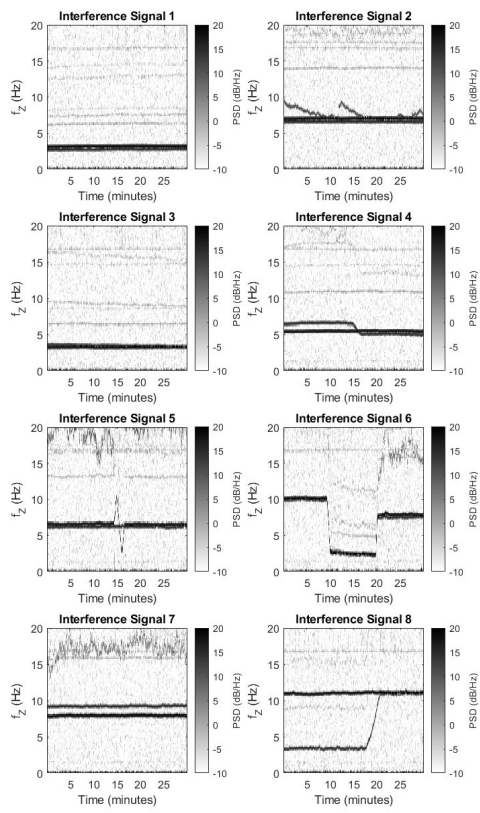 Interference Signal 1
20
15
10
5
0
f_Z (Hz)
5 10 15 20 25
Time (minutes)
20
15
10
5
0
-5
-10
PSD (dB/Hz)
Interference Signal 2
20
15
10
5
0
f_Z (Hz)
5 10 15 20 25
Time (minutes)
20
15
10
5
0
-5
-10
PSD (dB/Hz)
Interference Signal 3
20
15
10
5
0
f_Z (Hz)
5 10 15 20 25
Time (minutes)
20
15
10
5
0
-5
-10
PSD (dB/Hz)
Interference Signal 4
20
15
10
5
0
f_Z (Hz)
5 10 15 20 25
Time (minutes)
20
15
10
5
0
-5
-10
PSD (dB/Hz)
Interference Signal 5
20
15
10
5
0
f_Z (Hz)
5 10 15 20 25
Time (minutes)
20
15
10
5
0
-5
-10
PSD (dB/Hz)
Interference Signal 6
20
15
10
5
0
f_Z (Hz)
5 10 15 20 25
Time (minutes)
20
15
10
5
0
-5
-10
PSD (dB/Hz)
Interference Signal 7
20
15
10
5
0
f_Z (Hz)
5 10 15 20 25
Time (minutes)
20
15
10
5
0
-5
-10
PSD (dB/Hz)
Interference Signal 8
20
15
10
5
0
f_Z (Hz)
5 10 15 20 25
Time (minutes)
20
15
10
5
0
-5
-10
PSD (dB/Hz)